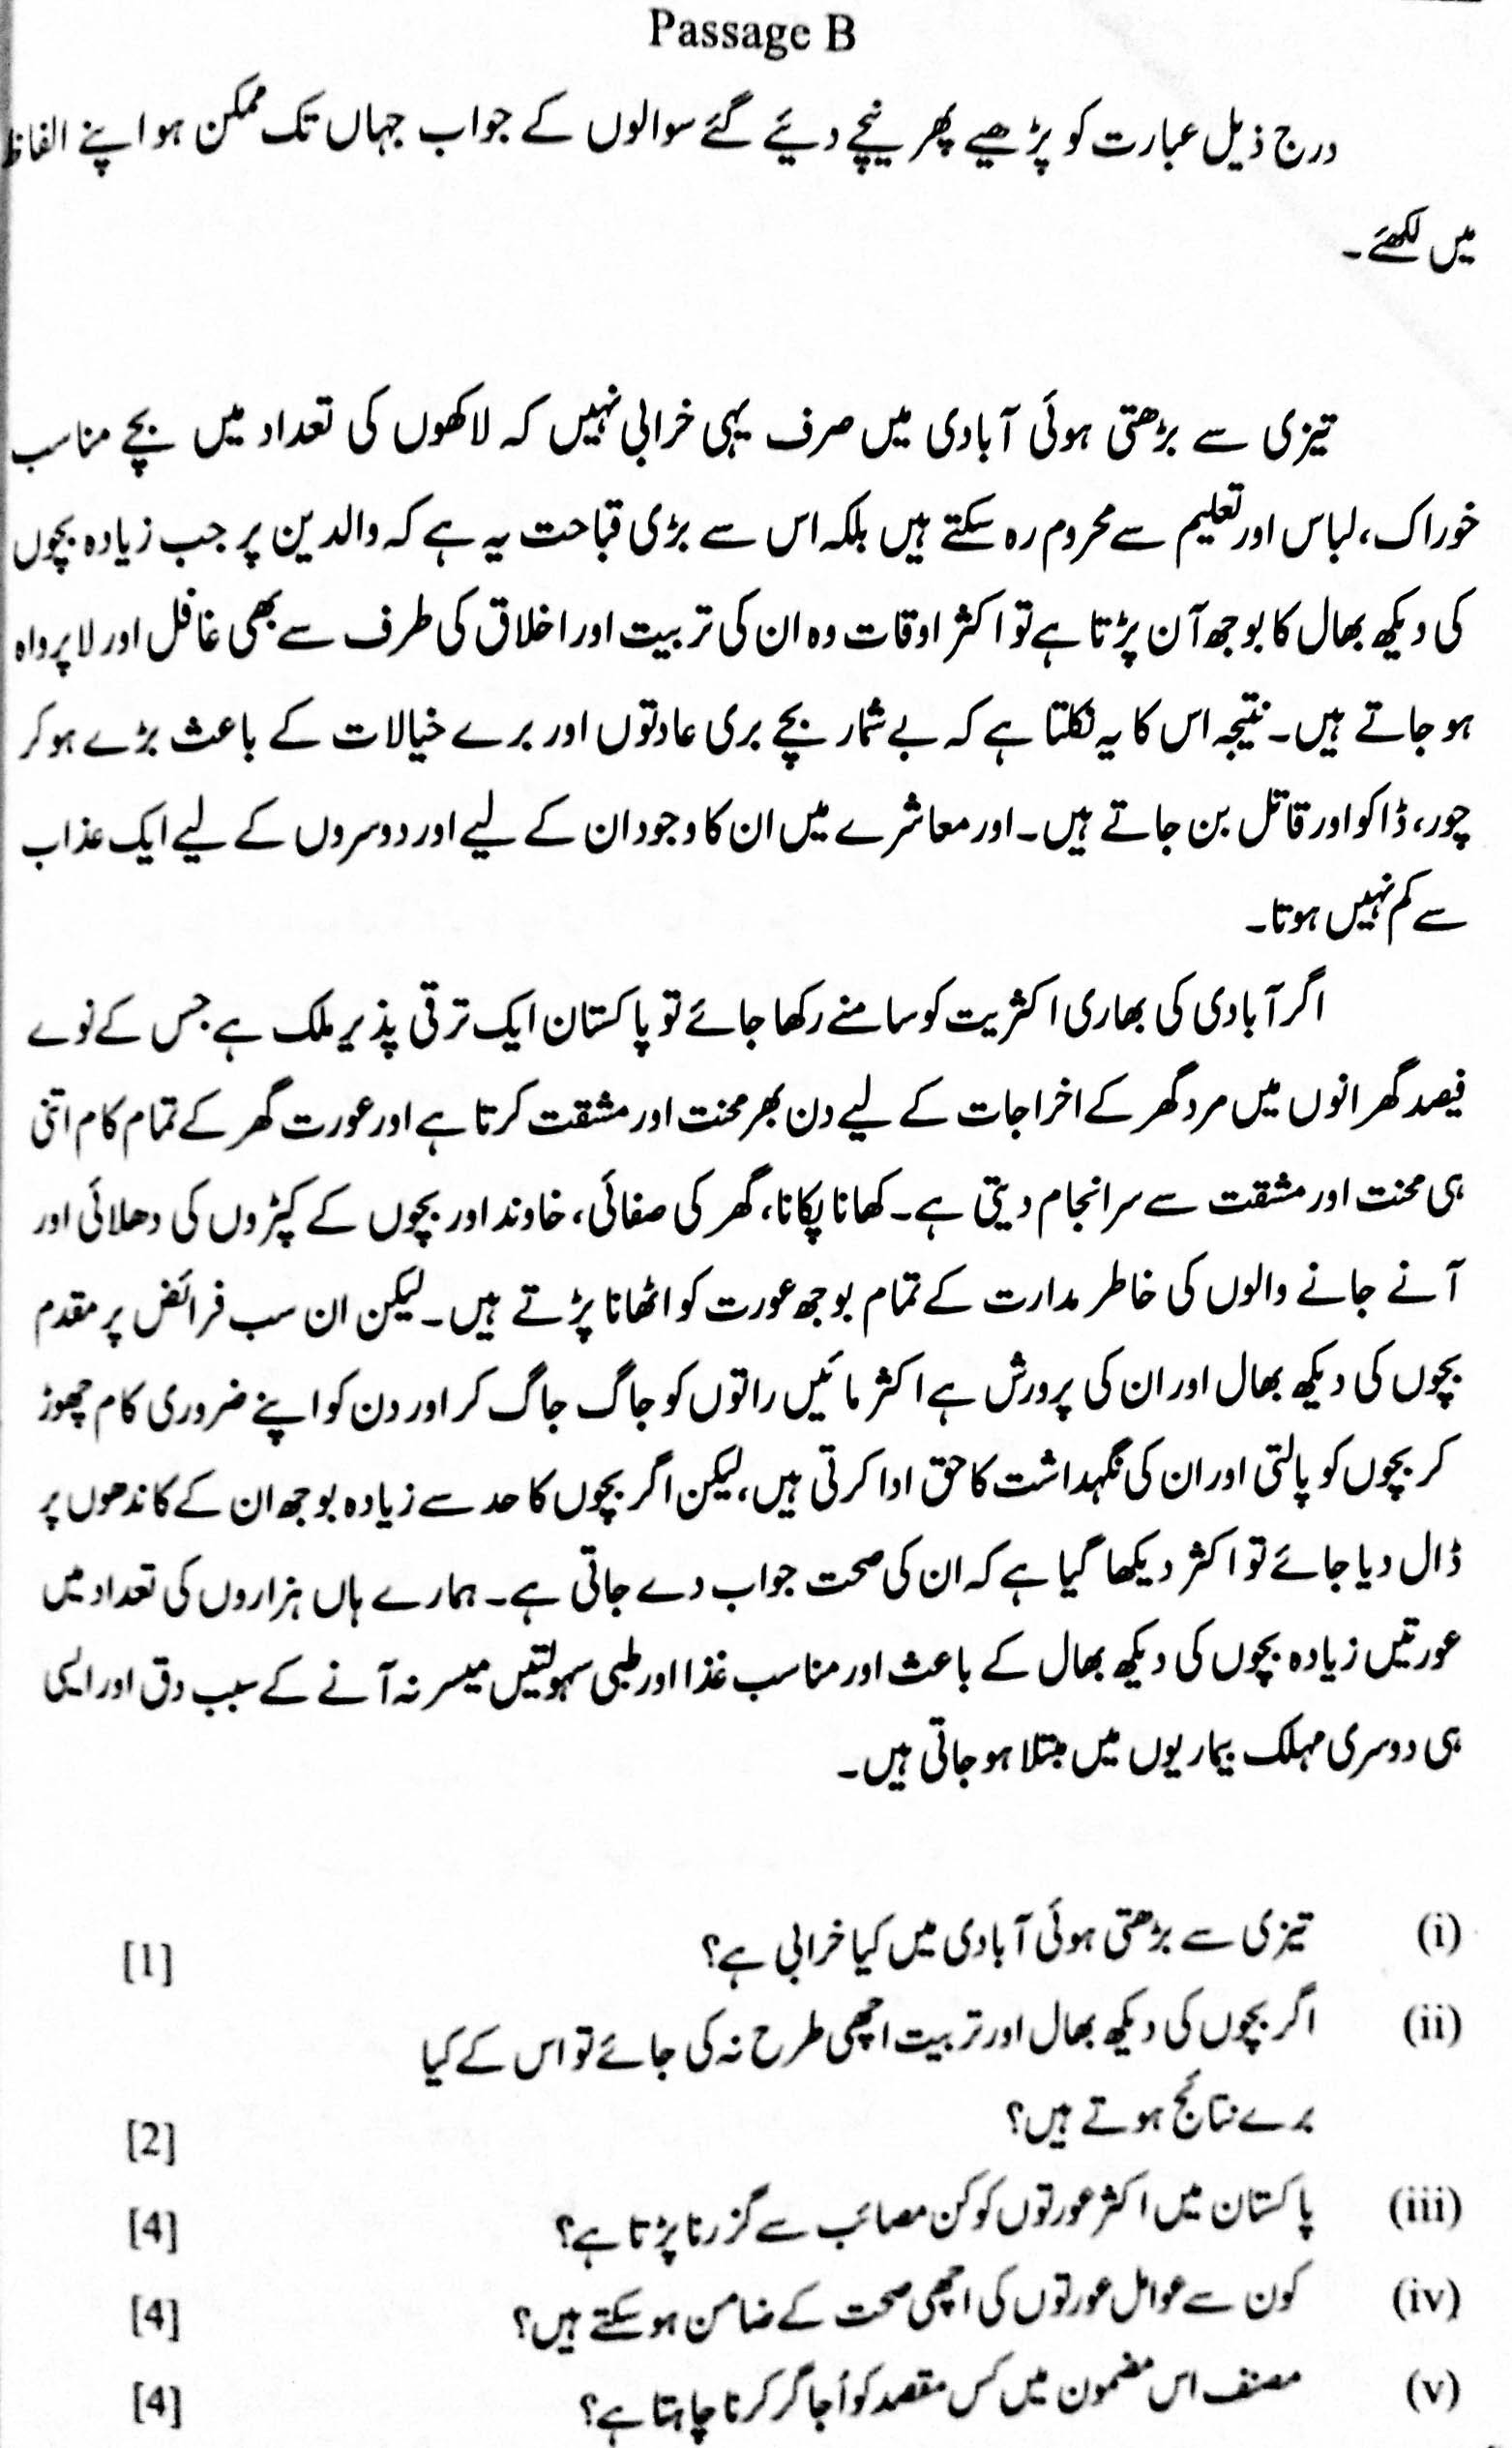 Passage B
درج ذیل عبارت کو پڑھیے پھر نیچے دیئے گئے سوالوں کے جواب جہاں تک ممکن ہو اپنے الفاظ
میں لکھئے۔
تیزی سے بڑھتی ہوئی آبادی میں صرف یہی خرابی نہیں کہ لاکھوں کی تعداد میں بچے مناسب
خوراک، لباس اور تعلیم سے محروم رہ سکتے ہیں بلکہ اس سے بڑی قباحت یہ ہے کہ والدین پر جب زیادہ بچوں
کی دیکھ بھال کا بوجھ آن پڑتا ہے تو اکثر اوقات وہ ان کی تربیت اور اخلاق کی طرف سے بھی غافل اور لاپرواہ
ہو جاتے ہیں۔ نتیجہ اس کا یہ نکلتا ہے کہ بے شمار بچے بری عادتوں اور برے خیالات کے باعث بڑے ہو کر
چور، ڈاکو اور قاتل بن جاتے ہیں۔ اور معاشرے میں ان کا وجود ان کے لیے اور دوسروں کے لیے ایک عذاب
سے کم نہیں ہوتا۔
اگر آبادی کی بھاری اکثریت کو سامنے رکھا جائے تو پاکستان ایک ترقی پذیر ملک ہے جس کے نوے
فیصد گھرانوں میں مرد گھر کے اخراجات کے لیے دن بھر محنت اور مشقت کرتا ہے اور عورت گھر کے تمام کام اتنی
ہی محنت اور مشقت سے سرانجام دیتی ہے۔ کھانا پکانا، گھر کی صفائی، خاوند اور بچوں کے کپڑوں کی دھلائی اور
آنے جانے والوں کی خاطر مدارت کے تمام بوجھ عورت کو اٹھانا پڑتے ہیں۔ لیکن ان سب فرائض پر مقدم
بچوں کی دیکھ بھال اور ان کی پرورش ہے اکثر مائیں راتوں کو جاگ جاگ کر اور دن کو اپنے ضروری کام چھوڑ
کر بچوں کو پالتی اور ان کی نگہداشت کا حق ادا کرتی ہیں، لیکن اگر بچوں کا حد سے زیادہ بوجھ ان کے کاندھوں پر
ڈال دیا جائے تو اکثر دیکھا گیا ہے کہ ان کی صحت جواب دے جاتی ہے۔ ہمارے ہاں ہزاروں کی تعداد میں
عورتیں زیادہ بچوں کی دیکھ بھال کے باعث اور مناسب غذا اور طبی سہولتیں میسر نہ آنے کے سبب دق اور ایسی
ہی دوسری مہلک بیماریوں میں مبتلا ہو جاتی ہیں۔
(i) تیزی سے بڑھتی ہوئی آبادی میں کیا خرابی ہے؟ [1]
(ii) اگر بچوں کی دیکھ بھال اور تربیت اچھی طرح نہ کی جائے تو اس کے کیا
برے نتائج ہوتے ہیں؟ [2]
(iii) پاکستان میں اکثر عورتوں کو کن مصائب سے گزرنا پڑتا ہے؟ [4]
(iv) کون سے عوامل عورتوں کی اچھی صحت کے ضامن ہو سکتے ہیں؟ [4]
(v) مصنف اس مضمون میں کس مقصد کو اُجاگر کرنا چاہتا ہے؟ [4]